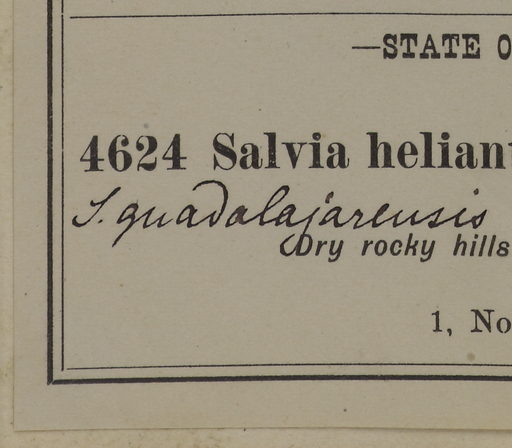 —STATE O
4624 Salvia heliant
S. guadalajarensis
Dry rocky hills
1, No